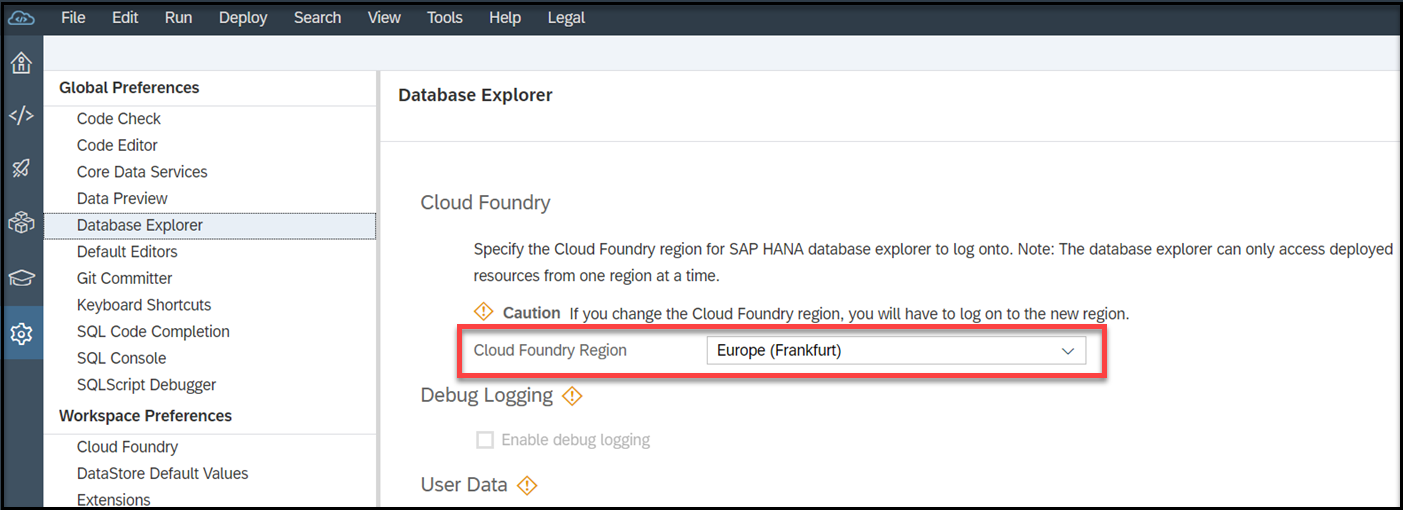 File Edit Run Deploy Search View Tools Help Legal
Global Preferences
Code Check
Code Editor
Core Data Services
Data Preview
Database Explorer
Default Editors
Git Committer
Keyboard Shortcuts
SQL Code Completion
SQL Console
SQLScript Debugger
Workspace Preferences
Cloud Foundry
DataStore Default Values
Extensions
Database Explorer
Cloud Foundry
Specify the Cloud Foundry region for SAP HANA database explorer to log onto. Note: The database explorer can only access deployed
resources from one region at a time.
Caution If you change the Cloud Foundry region, you will have to log on to the new region.
Cloud Foundry Region Europe (Frankfurt)
Debug Logging
Enable debug logging
User Data